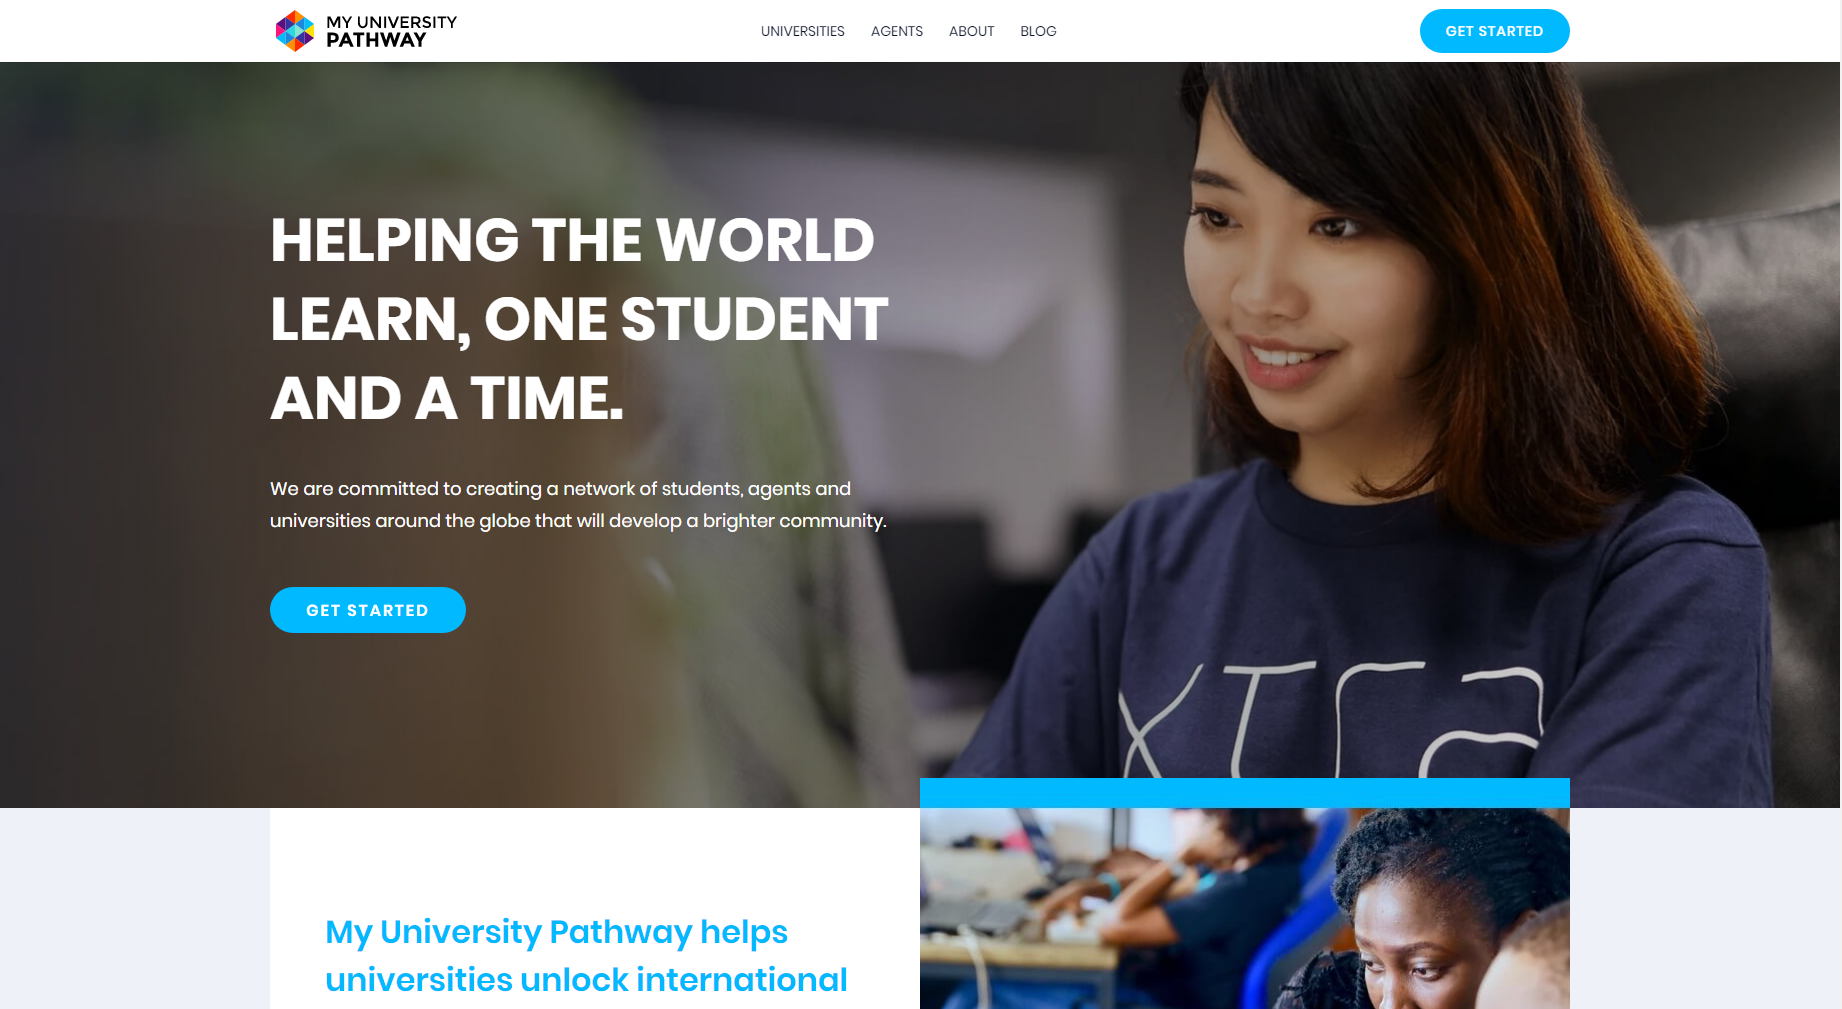 MY UNIVERSITY
PATHWAY
UNIVERSITIES
AGENTS
ABOUT
BLOG
GET STARTED
HELPING THE WORLD
LEARN, ONE STUDENT
AND A TIME.
We are committed to creating a network of students, agents and
universities around the globe that will develop a brighter community.
GET STARTED
My University Pathway helps
universities unlock international